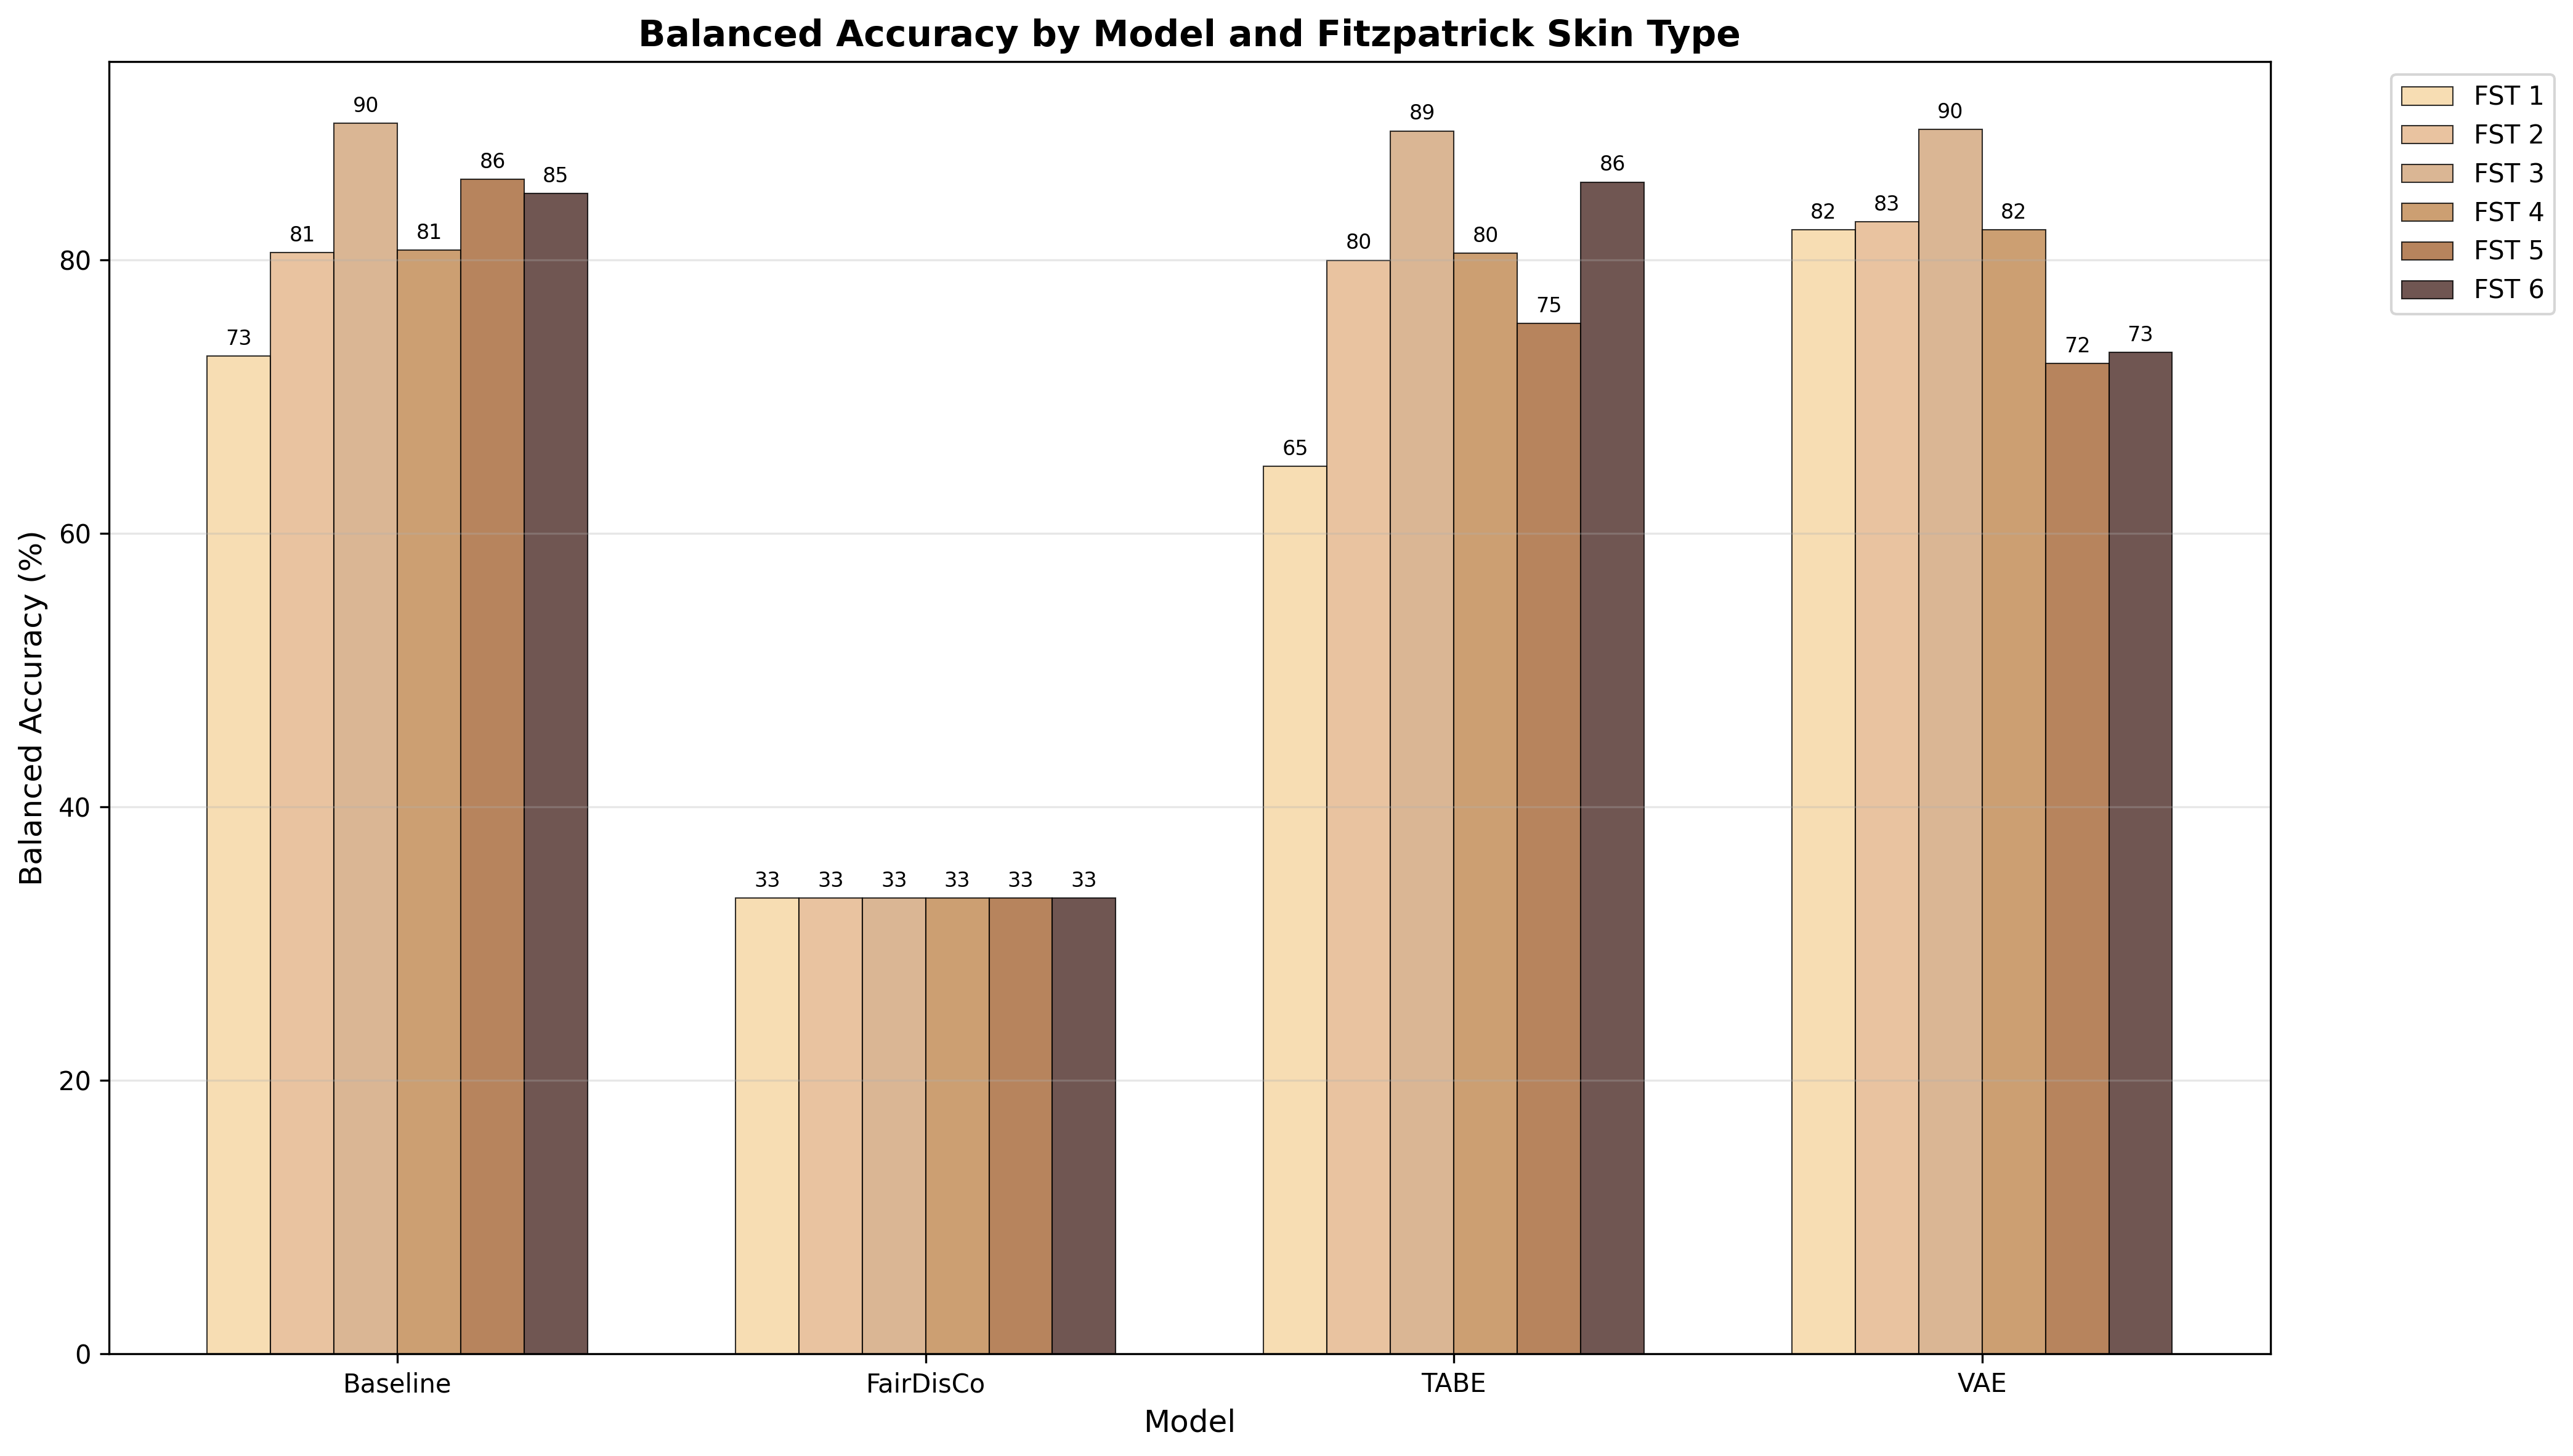 Balanced Accuracy by Model and Fitzpatrick Skin Type
FST 1
FST 2
FST 3
FST 4
FST 5
FST 6
Balanced Accuracy (%)
80
60
40
20
0
73
81
90
81
86
85
33
33
33
33
33
33
65
80
89
80
75
86
82
83
90
82
72
73
Baseline
FairDisCo
TABE
VAE
Model